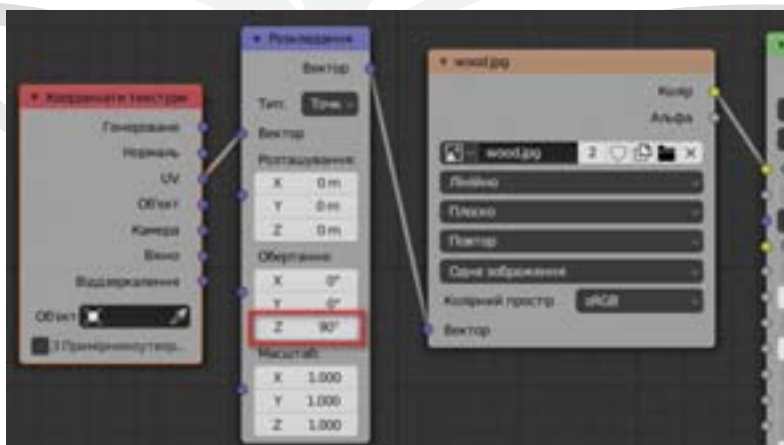 Координати текстури
Генероване
Нормаль
UV
Об'єкт
Камера
Вікно
Віддзеркалення
Об'єкт
З
Розкладання
Вектор
Тип: Точк
Вектор
Розташування:
X 0 m
Y 0 m
Z 0 m
Обертання:
X 0°
Y 0°
Z 90°
Масштаб:
X 1.000
Y 1.000
Z 1.000
wood.jpg
Колір
Альфа
wood.jpg 2
Лінійно
Плоско
Повтор
Одне зображення
Колірний простір sRGB
Вектор